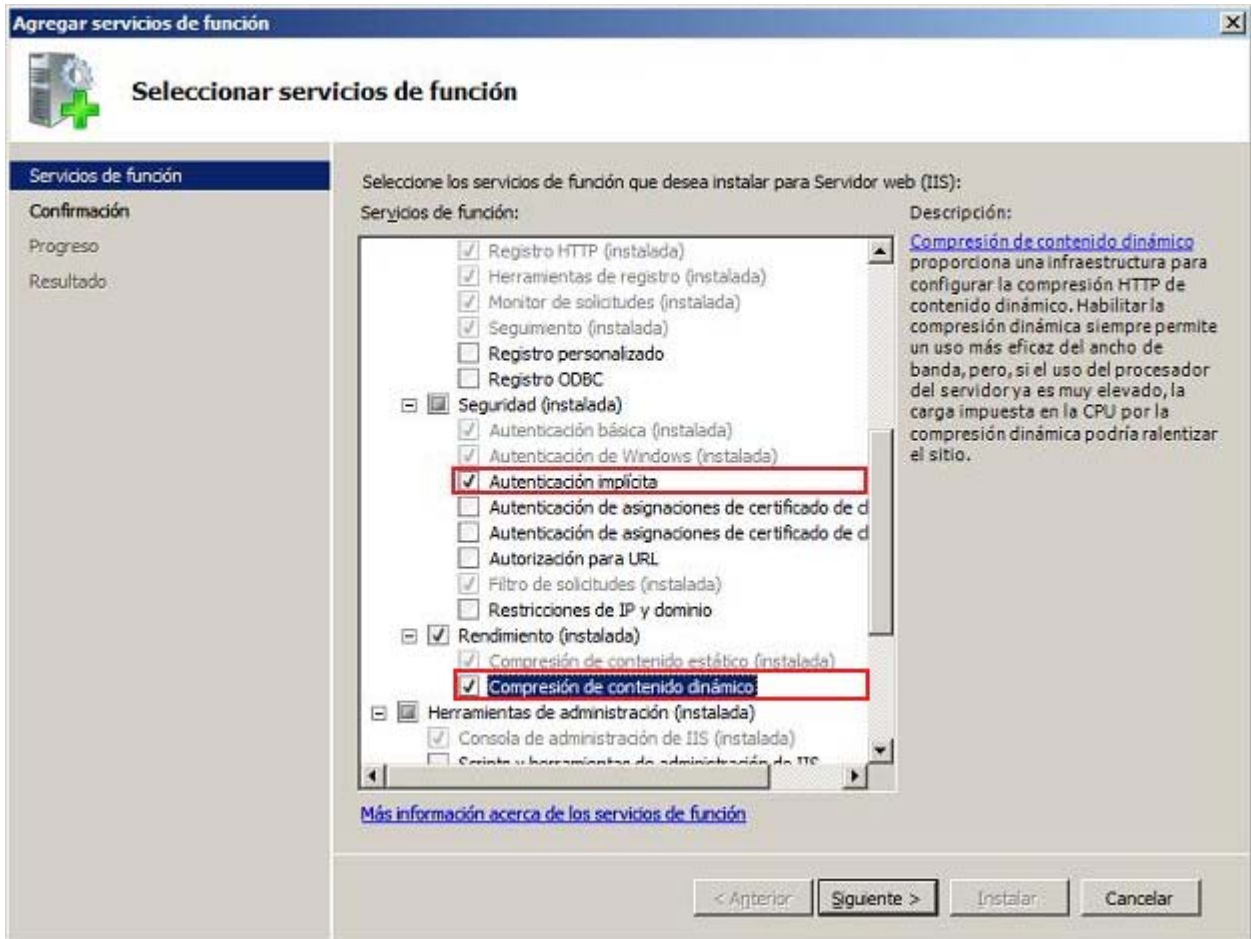 Agregar servicios de función
Seleccionar servicios de función
Servicios de función
Confirmación
Progreso
Resultado
Seleccione los servicios de función que desea instalar para Servidor web (IIS):
Servicios de función:
Registro HTTP (instalada)
Herramientas de registro (instalada)
Monitor de solicitudes (instalada)
Seguimiento (instalada)
Registro personalizado
Registro ODBC
Seguridad (instalada)
Autenticación básica (instalada)
Autenticación de Windows (instalada)
Autenticación implícita
Autenticación de asignaciones de certificado de cl
Autenticación de asignaciones de certificado de cl
Autorización para URL
Filtro de solicitudes (instalada)
Restricciones de IP y dominio
Rendimiento (instalada)
Compresión de contenido estático (instalada)
Compresión de contenido dinámico
Herramientas de administración (instalada)
Consola de administración de IIS (instalada)
Scripts y herramientas de administración de IIS
Descripción:
Compresión de contenido dinámico
proporciona una infraestructura para
configurar la compresión HTTP de
contenido dinámico. Habilitar la
compresión dinámica siempre permite
un uso más eficaz del ancho de
banda, pero, si el uso del procesador
del servidor ya es muy elevado, la
carga impuesta en la CPU por la
compresión dinámica podría ralentizar
el sitio.
Más información acerca de los servicios de función
< Anterior
Siguiente >
Instalar
Cancelar